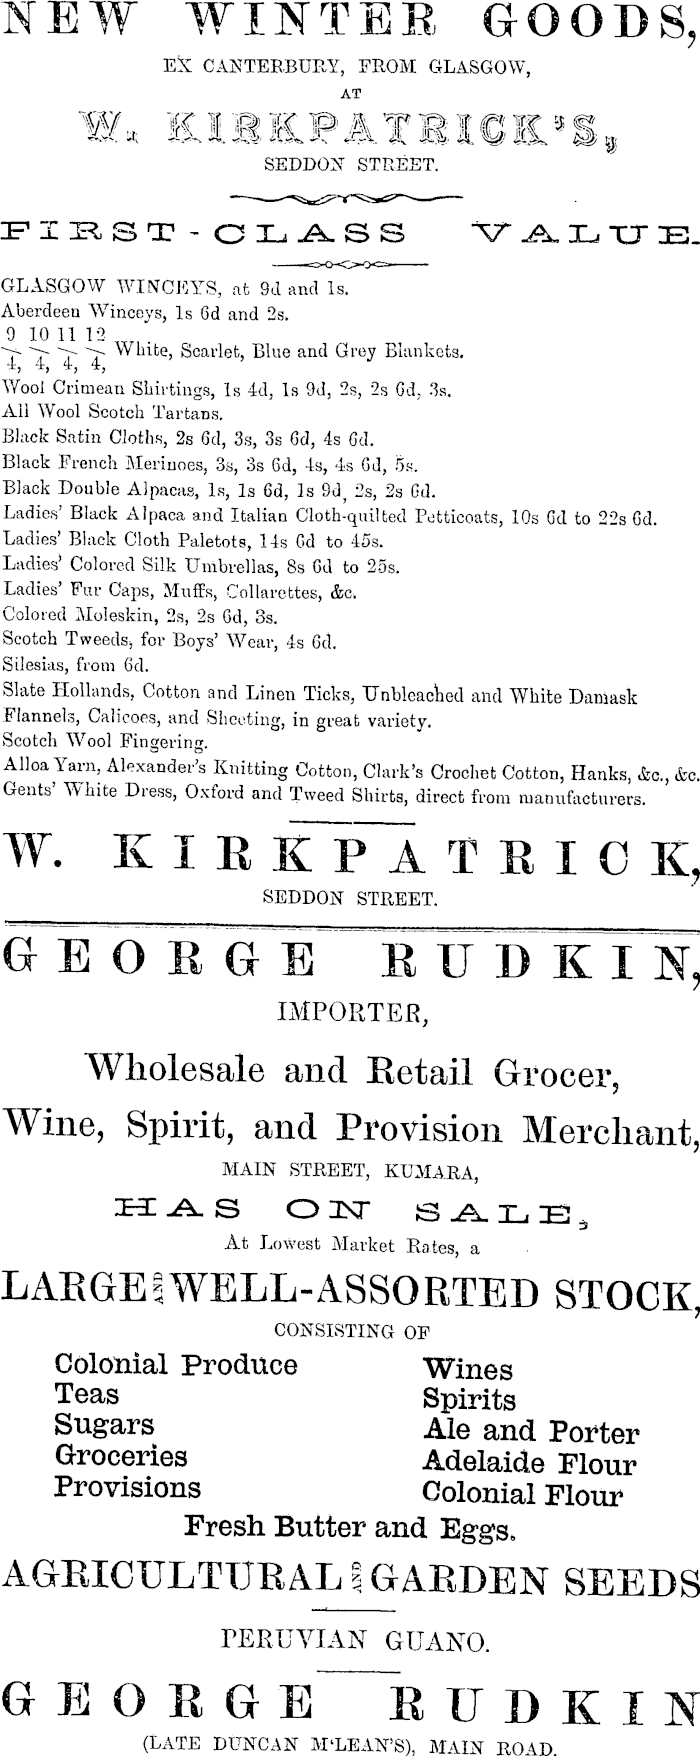 NEW WINTER GOODS,
EX CANTERBURY, FROM GLASGOW,
AT
W. KIRKPATRICK'S,
SEDDON STREET.
FIRST-CLASS VALUE.
GLASGOW WINCEYS, at 9d and 1s.
Aberdeen Winceys, 1s 6d and 2s.
9/4, 10/4, 11/4, 12/4, White, Scarlet, Blue and Grey Blankets.
Wool Crimean Shirtings, 1s 4d, 1s 9d, 2s, 2s 6d, 3s.
All Wool Scotch Tartans.
Black Satin Cloths, 2s 6d, 3s, 3s 6d, 4s 6d.
Black French Merinoes, 3s, 3s 6d, 4s, 4s 6d, 5s.
Black Double Alpacas, 1s, 1s 6d, 1s 9d, 2s, 2s 6d.
Ladies' Black Alpaca and Italian Cloth-quilted Petticoats, 10s 6d to 22s 6d.
Ladies' Black Cloth Paletots, 14s 6d to 45s.
Ladies' Colored Silk Umbrellas, 8s 6d to 25s.
Ladies' Fur Caps, Muffs, Collarettes, &c.
Colored Moleskin, 2s, 2s 6d, 3s.
Scotch Tweeds, for Boys' Wear, 4s 6d.
Silesias, from 6d.
Slate Hollands, Cotton and Linen Ticks, Unbleached and White Damask
Flannels, Calicoes, and Sheeting, in great variety.
Scotch Wool Fingering.
Alloa Yarn, Alexander's Knitting Cotton, Clark's Crochet Cotton, Hanks, &c., &c.
Gents' White Dress, Oxford and Tweed Shirts, direct from manufacturers.
W. KIRKPATRICK,
SEDDON STREET.
GEORGE RUDKIN,
IMPORTER,
Wholesale and Retail Grocer,
Wine, Spirit, and Provision Merchant,
MAIN STREET, KUMARA,
HAS ON SALE,
At Lowest Market Rates, a
LARGE AND WELL-ASSORTED STOCK,
CONSISTING OF
Colonial Produce
Teas
Sugars
Groceries
Provisions
Wines
Spirits
Ale and Porter
Adelaide Flour
Colonial Flour
Fresh Butter and Eggs.
AGRICULTURAL AND GARDEN SEEDS
PERUVIAN GUANO.
GEORGE RUDKIN
(LATE DUNCAN M'LEAN'S), MAIN ROAD.